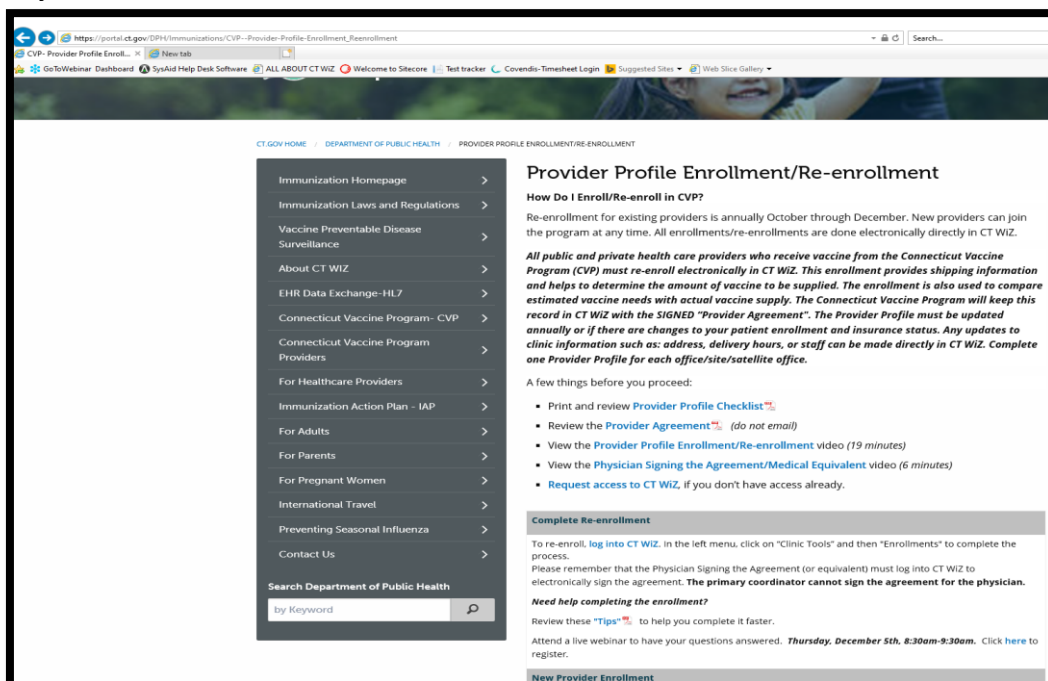 https://portal.ct.gov/DPH/Immunizations/CVP--Provider-Profile-Enrollment_Reenrollment
Search...
CVP- Provider Profile Enroll...
New tab
GoToWebinar Dashboard
SysAid Help Desk Software
ALL ABOUT CT WiZ
Welcome to Sitecore
Test tracker
Covendis-Timesheet Login
Suggested Sites
Web Slice Gallery
CT.GOV HOME / DEPARTMENT OF PUBLIC HEALTH / PROVIDER PROFILE ENROLLMENT/RE-ENROLLMENT
Immunization Homepage
Immunization Laws and Regulations
Vaccine Preventable Disease
Surveillance
About CT WIZ
EHR Data Exchange-HL7
Connecticut Vaccine Program- CVP
Connecticut Vaccine Program
Providers
For Healthcare Providers
Immunization Action Plan - IAP
For Adults
For Parents
For Pregnant Women
International Travel
Preventing Seasonal Influenza
Contact Us
Search Department of Public Health
by Keyword
Provider Profile Enrollment/Re-enrollment
How Do I Enroll/Re-enroll in CVP?
Re-enrollment for existing providers is annually October through December. New providers can join
the program at any time. All enrollments/re-enrollments are done electronically directly in CT WiZ.
All public and private health care providers who receive vaccine from the Connecticut Vaccine
Program (CVP) must re-enroll electronically in CT WiZ. This enrollment provides shipping information
and helps to determine the amount of vaccine to be supplied. The enrollment is also used to compare
estimated vaccine needs with actual vaccine supply. The Connecticut Vaccine Program will keep this
record in CT WiZ with the SIGNED "Provider Agreement". The Provider Profile must be updated
annually or if there are changes to your patient enrollment and insurance status. Any updates to
clinic information such as: address, delivery hours, or staff can be made directly in CT WiZ. Complete
one Provider Profile for each office/site/satellite office.
A few things before you proceed:
▪ Print and review Provider Profile Checklist
▪ Review the Provider Agreement (do not email)
▪ View the Provider Profile Enrollment/Re-enrollment video (19 minutes)
▪ View the Physician Signing the Agreement/Medical Equivalent video (6 minutes)
▪ Request access to CT WiZ, if you don't have access already.
Complete Re-enrollment
To re-enroll, log into CT WiZ. In the left menu, click on "Clinic Tools" and then "Enrollments" to complete the
process.
Please remember that the Physician Signing the Agreement (or equivalent) must log into CT WiZ to
electronically sign the agreement. The primary coordinator cannot sign the agreement for the physician.
Need help completing the enrollment?
Review these "Tips" to help you complete it faster.
Attend a live webinar to have your questions answered. Thursday, December 5th, 8:30am-9:30am. Click here to
register.
New Provider Enrollment